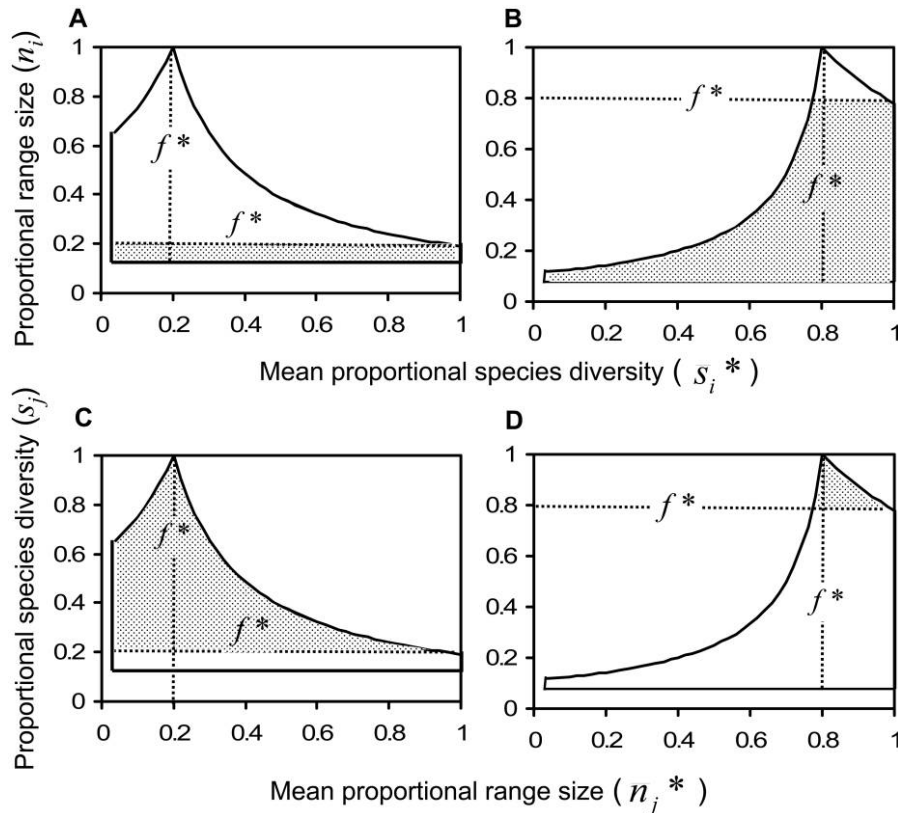 A
B
Proportional range size (n_i)
1
0.8
0.6
0.4
0.2
0
f *
f *
0 0.2 0.4 0.6 0.8 1
1
0.8
0.6
0.4
0.2
0
f *
f *
0 0.2 0.4 0.6 0.8 1
Mean proportional species diversity ( s̅_i * )
C
D
Proportional species diversity (s_j)
1
0.8
0.6
0.4
0.2
0
f *
f *
0 0.2 0.4 0.6 0.8 1
1
0.8
0.6
0.4
0.2
0
f *
f *
0 0.2 0.4 0.6 0.8 1
Mean proportional range size ( n̅_j * )